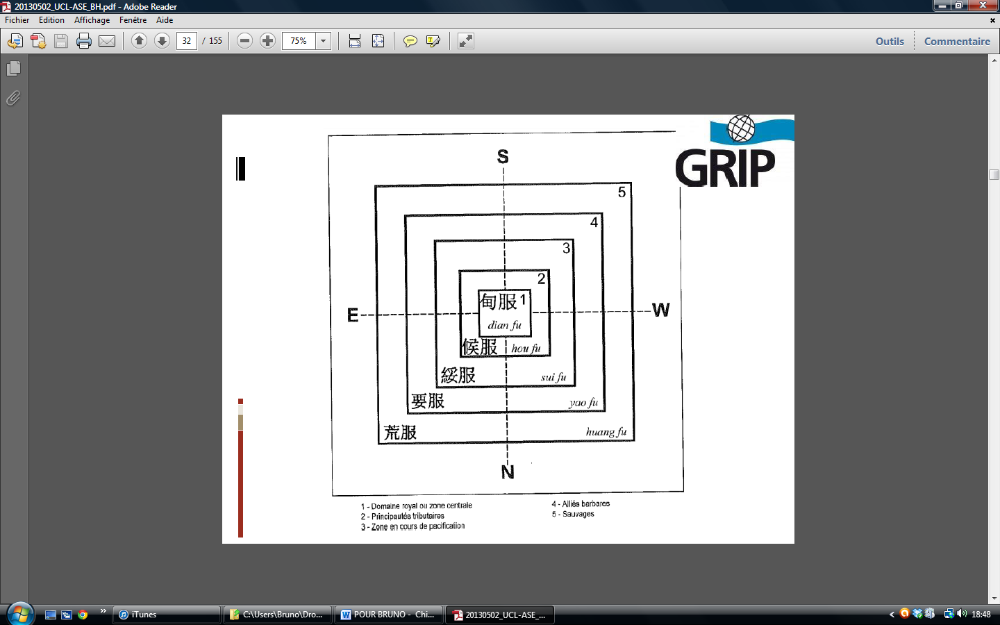 20130502_UCL-ASE_BH.pdf - Adobe Reader
Fichier Edition Affichage Fenêtre Aide
32 / 155 75% Outils Commentaire
GRIP
S
5
4
3
2
甸服 1
dian fu
E W
候服 hou fu
綏服 sui fu
要服 yao fu
荒服 huang fu
N
1 - Domaine royal ou zone centrale
2 - Principautés tributaires
3 - Zone en cours de pacification
4 - Alliés barbares
5 - Sauvages
iTunes C:\Users\Bruno\Dro... POUR BRUNO - Chi... 20130502_UCL-ASE_... 18:48